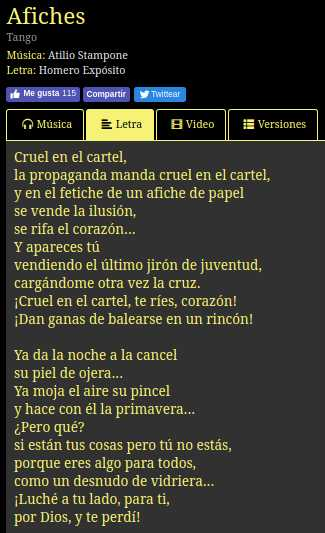 Afiches
Tango
Música: Atilio Stampone
Letra: Homero Expósito
Me gusta 115 Compartir Twittear
Música Letra Video Versiones
Cruel en el cartel,
la propaganda manda cruel en el cartel,
y en el fetiche de un afiche de papel
se vende la ilusión,
se rifa el corazón...
Y apareces tú
vendiendo el último jirón de juventud,
cargándome otra vez la cruz.
¡Cruel en el cartel, te ríes, corazón!
¡Dan ganas de balearse en un rincón!

Ya da la noche a la cancel
su piel de ojera...
Ya moja el aire su pincel
y hace con él la primavera...
¿Pero qué?
si están tus cosas pero tú no estás,
porque eres algo para todos,
como un desnudo de vidriera...
¡Luché a tu lado, para ti,
por Dios, y te perdí!